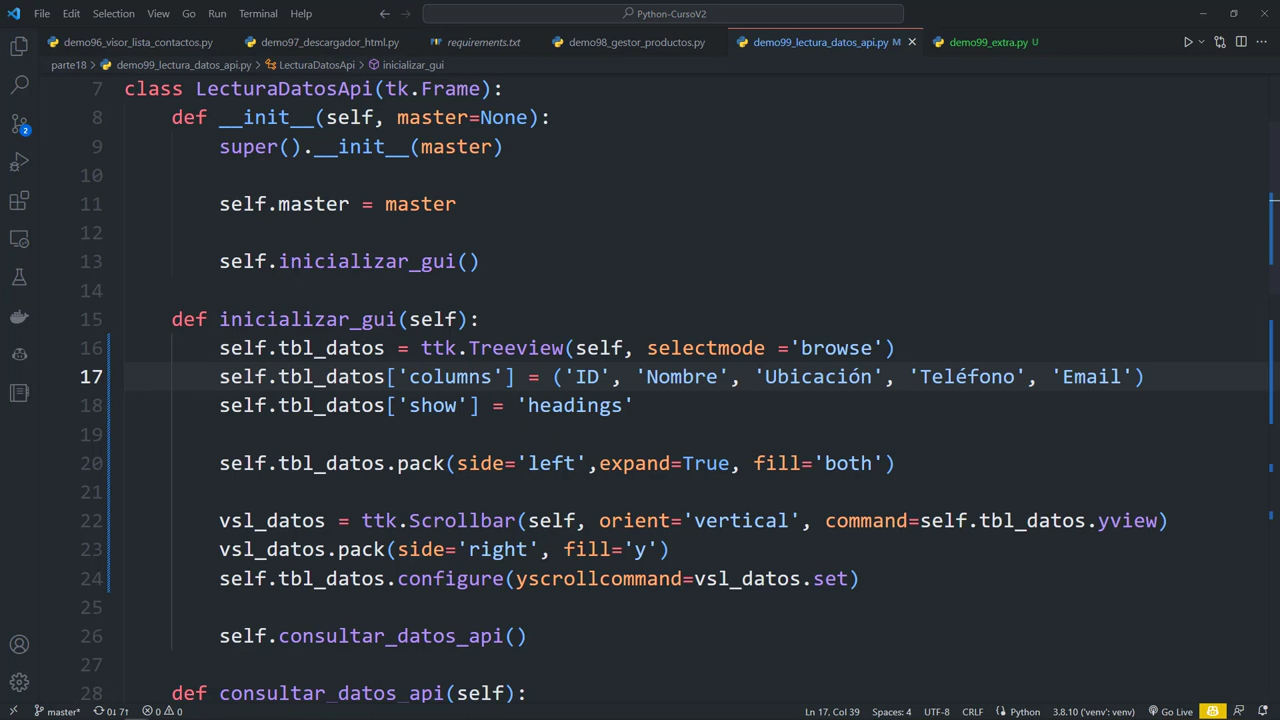 File Edit Selection View Go Run Terminal Help Python-CursoV2
demo96_visor_lista_contactos.py demo97_descargador_html.py requirements.txt demo98_gestor_productos.py demo99_lectura_datos_api.py M demo99_extra.py U
parte18 > demo99_lectura_datos_api.py > LecturaDatosApi > inicializar_gui
7 class LecturaDatosApi(tk.Frame):
8 def __init__(self, master=None):
9 super().__init__(master)
10
11 self.master = master
12
13 self.inicializar_gui()
14
15 def inicializar_gui(self):
16 self.tbl_datos = ttk.Treeview(self, selectmode ='browse')
17 self.tbl_datos['columns'] = ('ID', 'Nombre', 'Ubicación', 'Teléfono', 'Email')
18 self.tbl_datos['show'] = 'headings'
19
20 self.tbl_datos.pack(side='left',expand=True, fill='both')
21
22 vsl_datos = ttk.Scrollbar(self, orient='vertical', command=self.tbl_datos.yview)
23 vsl_datos.pack(side='right', fill='y')
24 self.tbl_datos.configure(yscrollcommand=vsl_datos.set)
25
26 self.consultar_datos_api()
27
28 def consultar_datos_api(self):
2
master* 0↓ 7↑ 0 0 Ln 17, Col 39 Spaces: 4 UTF-8 CRLF Python 3.8.10 ('venv': venv) Go Live